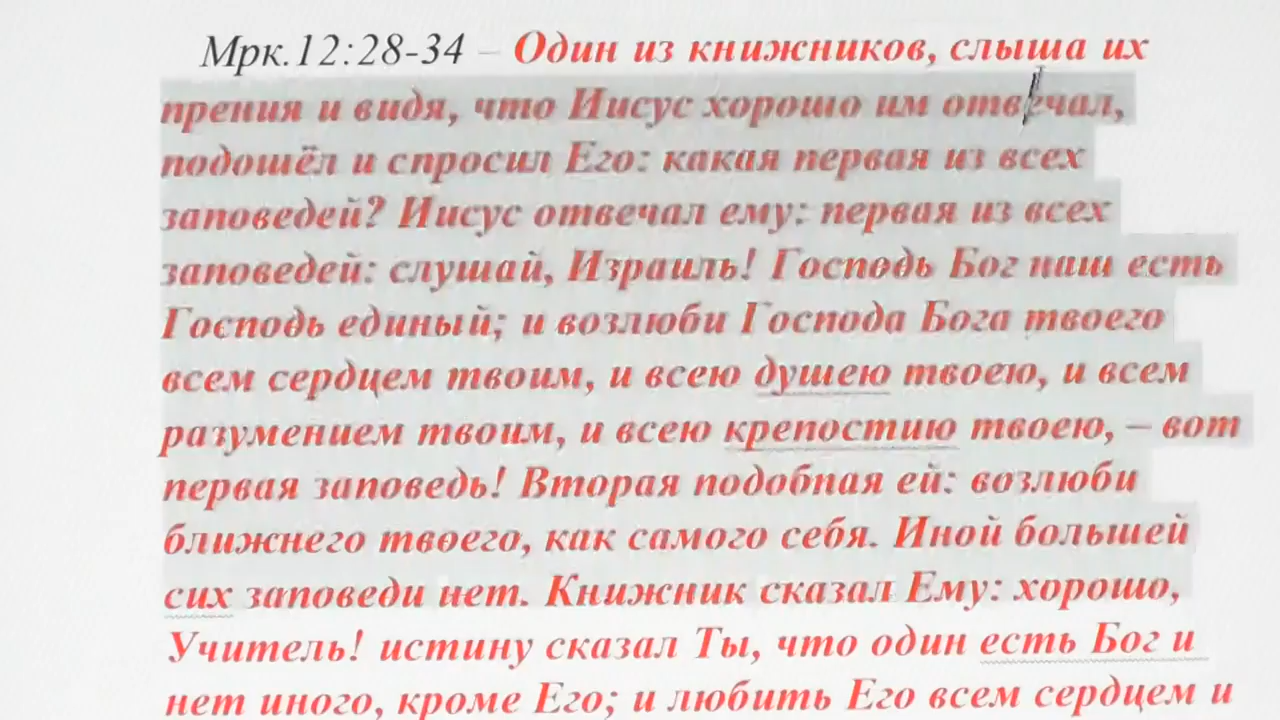 Мрк.12:28-34 – Один из книжников, слыша их
прения и видя, что Иисус хорошо им отвечал,
подошёл и спросил Его: какая первая из всех
заповедей? Иисус отвечал ему: первая из всех
заповедей: слушай, Израиль! Господь Бог наш есть
Господь единый; и возлюби Господа Бога твоего
всем сердцем твоим, и всею душею твоею, и всем
разумением твоим, и всею крепостию твоею, – вот
первая заповедь! Вторая подобная ей: возлюби
ближнего твоего, как самого себя. Иной большей
сих заповеди нет. Книжник сказал Ему: хорошо,
Учитель! истину сказал Ты, что один есть Бог и
нет иного, кроме Его; и любить Его всем сердцем и